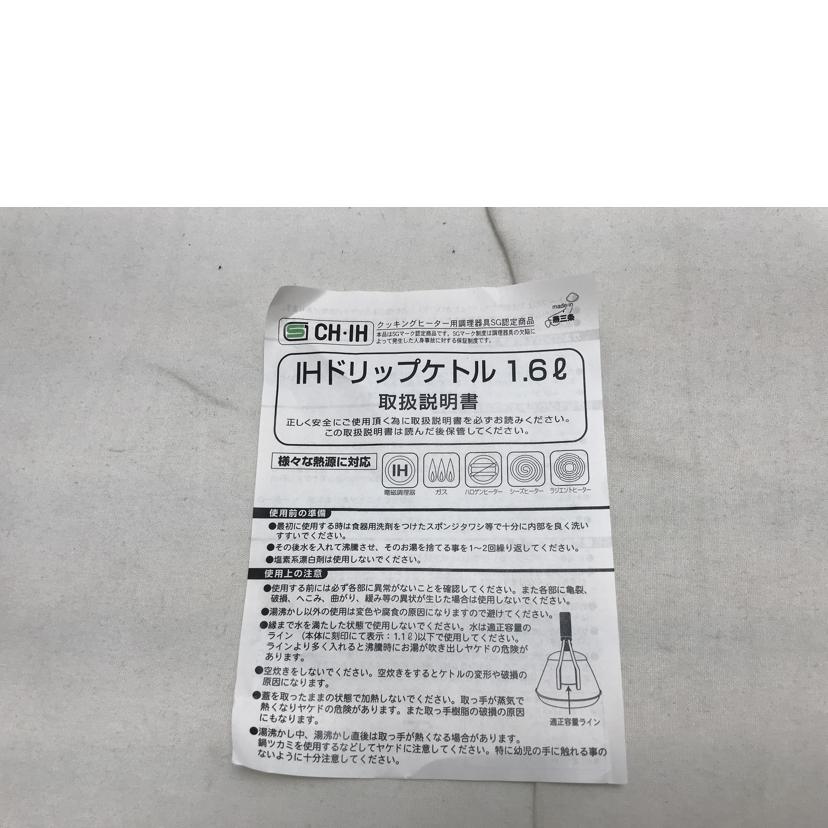 CH・IH
クッキングヒーター用調理器具SG認定商品
本品はSGマーク認定商品です。SGマーク制度は調理器具の欠陥に
よって発生した人身事故に対する保証制度です。
made in
燕三条
IHドリップケトル 1.6ℓ
取扱説明書
正しく安全にご使用頂く為に取扱説明書を必ずお読みください。
この取扱説明書は読んだ後保管してください。
様々な熱源に対応
IH
電磁調理器
ガス
ハロゲンヒーター
シーズヒーター
ラジエントヒーター
使用前の準備
●最初に使用する時は食器用洗剤をつけたスポンジタワシ等で十分に内部を良く洗い
すすいでください。
●その後水を入れて沸騰させ、そのお湯を捨てる事を1〜2回繰り返してください。
●塩素系漂白剤は使用しないでください。
使用上の注意
●使用する前には必ず各部に異常がないことを確認してください。また各部に亀裂、
破損、へこみ、曲がり、緩み等の異状が生じた場合は使用しないでください。
●湯沸かし以外の使用は変色や腐食の原因になりますので避けてください。
●縁まで水を満たした状態で使用しないでください。水は適正容量の
ライン (本体に刻印にて表示：1.1ℓ)以下で使用してください。
ラインより多く入れると沸騰時にお湯が吹き出しヤケドの危険が
あります。
●空炊きをしないでください。空炊きをするとケトルの変形や破損の
原因になります。
●蓋を取ったままの状態で加熱しないでください。取っ手が蒸気で
熱くなりヤケドの危険があります。また取っ手樹脂の破損の原因
にもなります。
適正容量ライン
●湯沸かし中、湯沸かし直後は取っ手が熱くなる場合があります。
鍋ツカミを使用するなどしてヤケドに注意してください。特に幼児の手に触れる事の
ないように十分注意してください。